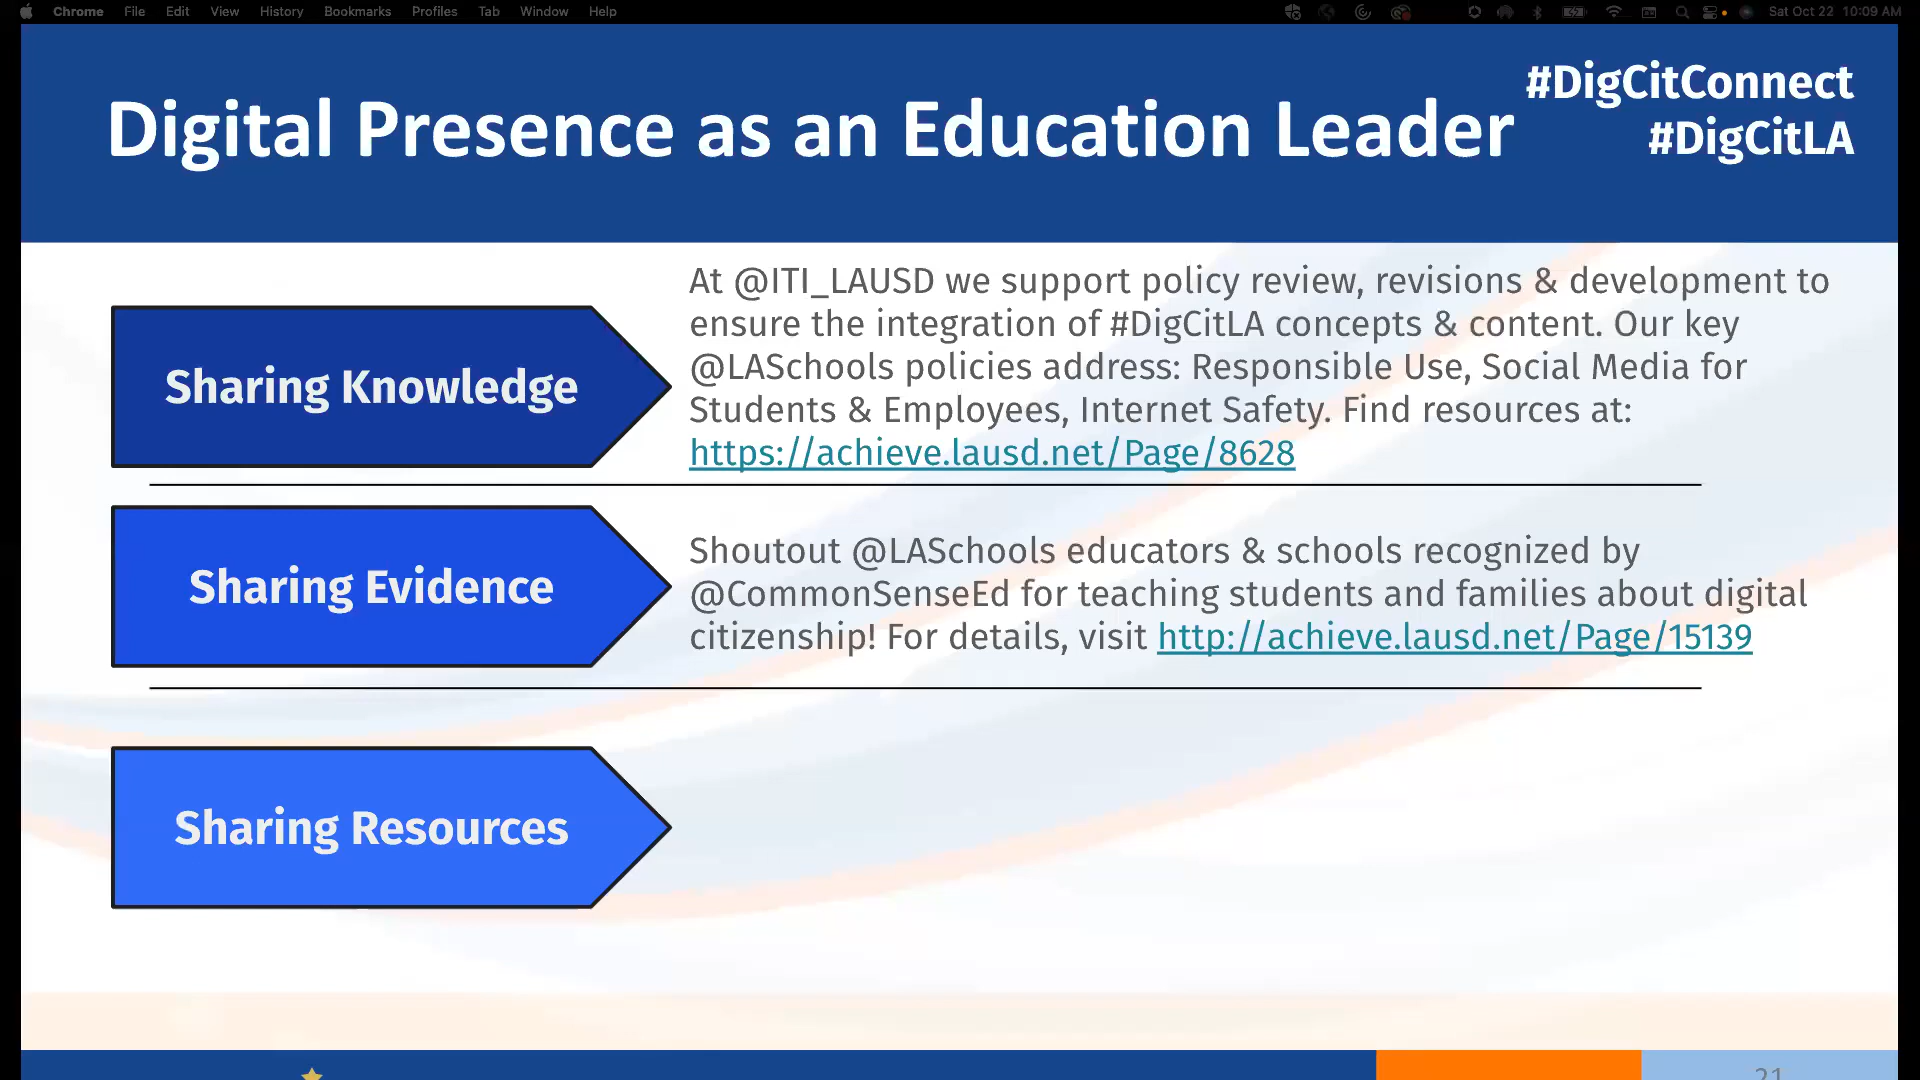 Chrome File Edit View History Bookmarks Profiles Tab Window Help Sat Oct 22 10:09 AM
#DigCitConnect
#DigCitLA
Digital Presence as an Education Leader
Sharing Knowledge
At @ITI_LAUSD we support policy review, revisions & development to
ensure the integration of #DigCitLA concepts & content. Our key
@LASchools policies address: Responsible Use, Social Media for
Students & Employees, Internet Safety. Find resources at:
https://achieve.lausd.net/Page/8628
Sharing Evidence
Shoutout @LASchools educators & schools recognized by
@CommonSenseEd for teaching students and families about digital
citizenship! For details, visit http://achieve.lausd.net/Page/15139
Sharing Resources
21